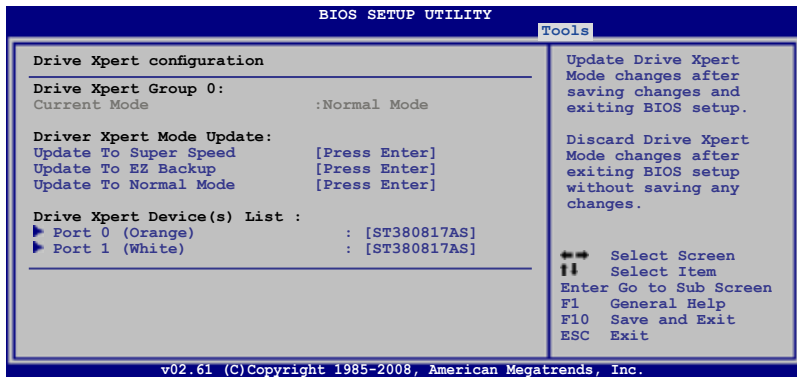 BIOS SETUP UTILITY
Tools
Drive Xpert configuration
Drive Xpert Group 0:
Current Mode :Normal Mode
Driver Xpert Mode Update:
Update To Super Speed [Press Enter]
Update To EZ Backup [Press Enter]
Update To Normal Mode [Press Enter]
Drive Xpert Device(s) List :
Port 0 (Orange) : [ST380817AS]
Port 1 (White) : [ST380817AS]
Update Drive Xpert
Mode changes after
saving changes and
exiting BIOS setup.
Discard Drive Xpert
Mode changes after
exiting BIOS setup
without saving any
changes.
Select Screen
Select Item
Enter Go to Sub Screen
F1 General Help
F10 Save and Exit
ESC Exit
v02.61 (C)Copyright 1985-2008, American Megatrends, Inc.